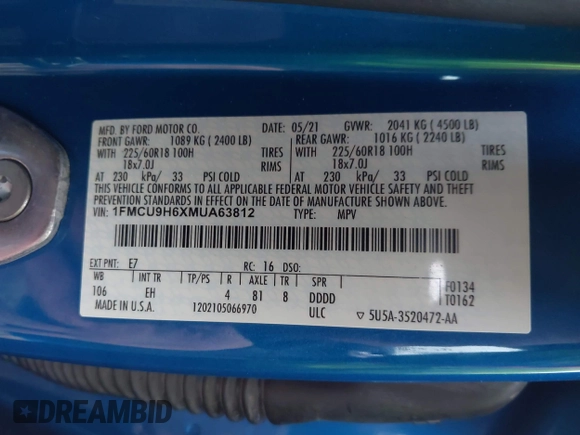 MFD. BY FORD MOTOR CO. DATE: 05/21 GVWR: 2041 KG ( 4500 LB)
FRONT GAWR: 1089 KG ( 2400 LB) REAR GAWR: 1016 KG ( 2240 LB)
WITH 225/60R18 100H TIRES WITH 225/60R18 100H TIRES
18x7.0J RIMS 18x7.0J RIMS
AT 230 kPa/ 33 PSI COLD AT 230 kPa/ 33 PSI COLD
THIS VEHICLE CONFORMS TO ALL APPLICABLE FEDERAL MOTOR VEHICLE SAFETY AND THEFT
PREVENTION STANDARDS IN EFFECT ON THE DATE OF MANUFACTURE SHOWN ABOVE.
VIN: 1FMCU9H6XMUA63812 TYPE: MPV
EXT PNT: E7 RC: 16 DSO:
WB INT TR TP/PS R AXLE TR SPR F0134
106 EH 4 81 8 DDDD T0162
MADE IN U.S.A. 1202105066970 ULC ▽ 5U5A-3520472-AA
DREAMBID